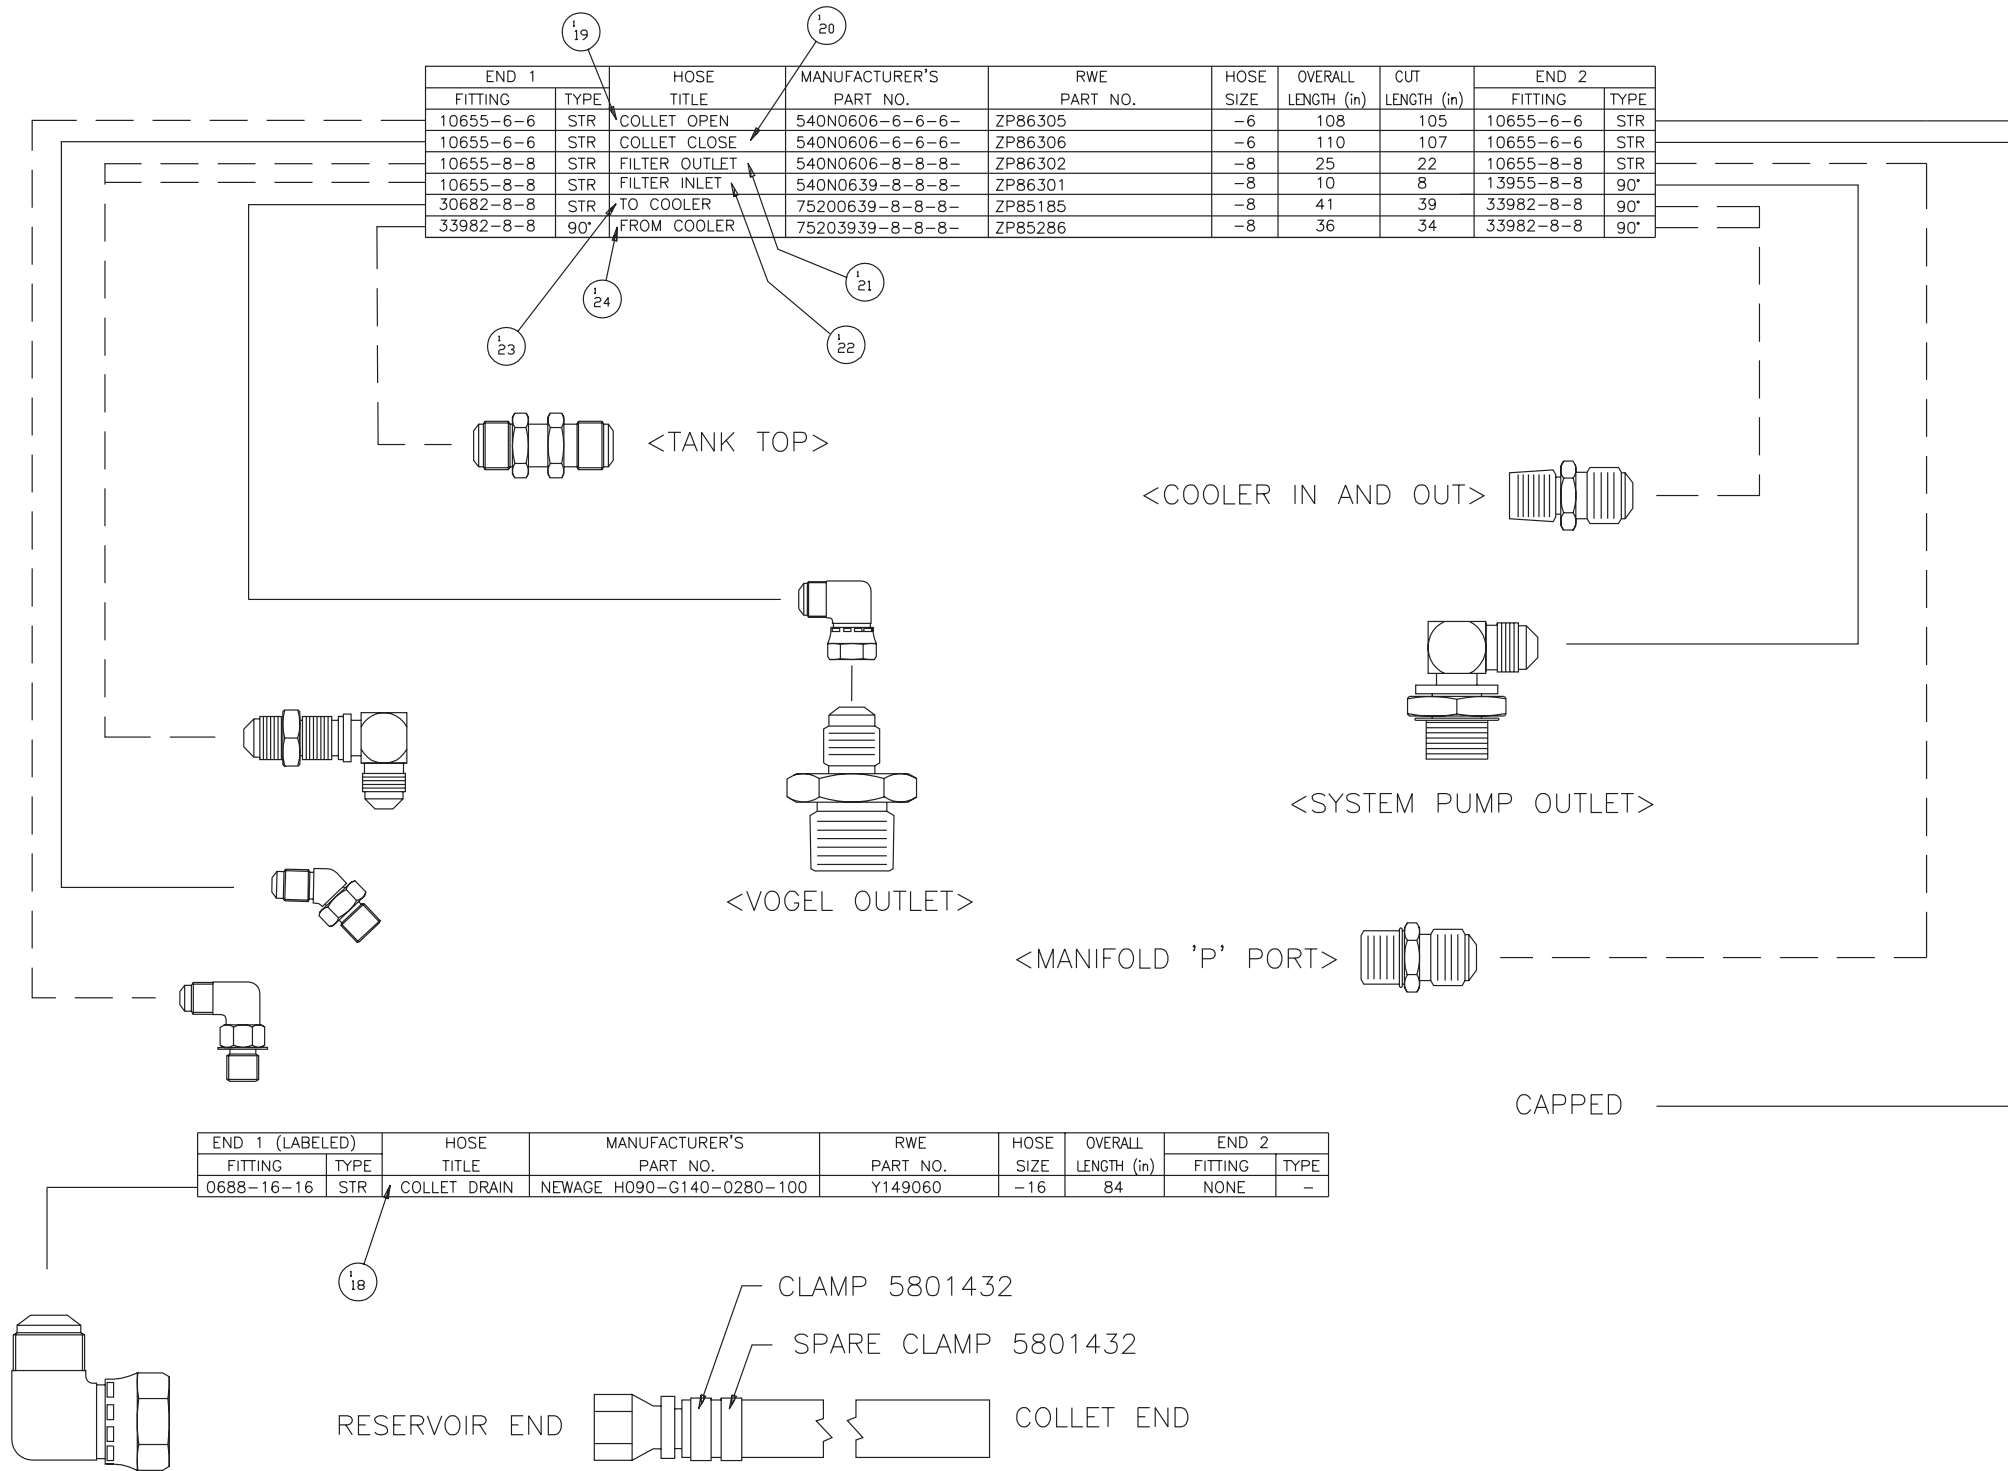 1
19
1
20
END 1 HOSE MANUFACTURER'S RWE HOSE OVERALL CUT END 2
FITTING TYPE TITLE PART NO. PART NO. SIZE LENGTH (in) LENGTH (in) FITTING TYPE
10655-6-6 STR COLLET OPEN 540N0606-6-6-6- ZP86305 -6 108 105 10655-6-6 STR
10655-6-6 STR COLLET CLOSE 540N0606-6-6-6- ZP86306 -6 110 107 10655-6-6 STR
10655-8-8 STR FILTER OUTLET 540N0606-8-8-8- ZP86302 -8 25 22 10655-8-8 STR
10655-8-8 STR FILTER INLET 540N0639-8-8-8- ZP86301 -8 10 8 13955-8-8 90°
30682-8-8 STR TO COOLER 75200639-8-8-8- ZP85185 -8 41 39 33982-8-8 90°
33982-8-8 90° FROM COOLER 75203939-8-8-8- ZP85286 -8 36 34 33982-8-8 90°
1
21
1
24
1
23
1
22
<TANK TOP>
<COOLER IN AND OUT>
<SYSTEM PUMP OUTLET>
<VOGEL OUTLET>
<MANIFOLD 'P' PORT>
CAPPED
END 1 (LABELED) HOSE MANUFACTURER'S RWE HOSE OVERALL END 2
FITTING TYPE TITLE PART NO. PART NO. SIZE LENGTH (in) FITTING TYPE
0688-16-16 STR COLLET DRAIN NEWAGE H090-G140-0280-100 Y149060 -16 84 NONE -
1
18
CLAMP 5801432
SPARE CLAMP 5801432
RESERVOIR END
COLLET END